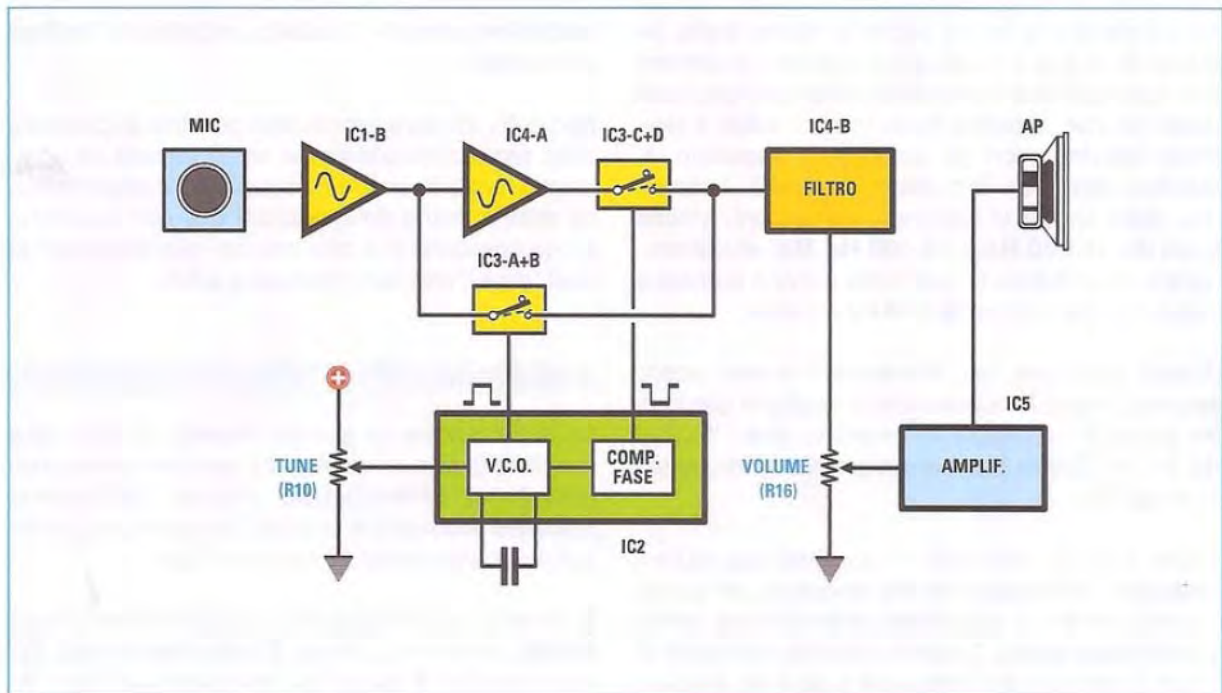 MIC
IC1-B
IC4-A
IC3-C+D
IC4-B
AP
FILTRO
IC3-A+B
TUNE
(R10)
V.C.O.
COMP.
FASE
IC2
VOLUME
(R16)
IC5
AMPLIF.